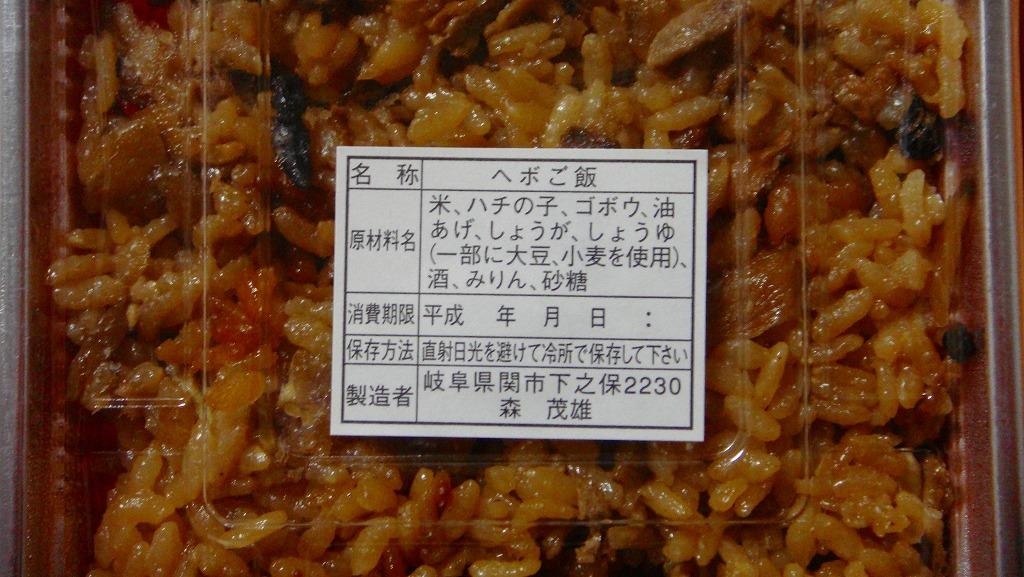 名 称 ヘボご飯
原材料名 米、ハチの子、ゴボウ、油
あげ、しょうが、しょうゆ
(一部に大豆、小麦を使用)、
酒、みりん、砂糖
消費期限 平成 年 月 日 :
保存方法 直射日光を避けて冷所で保存して下さい
製造者 岐阜県関市下之保2230
森 茂雄